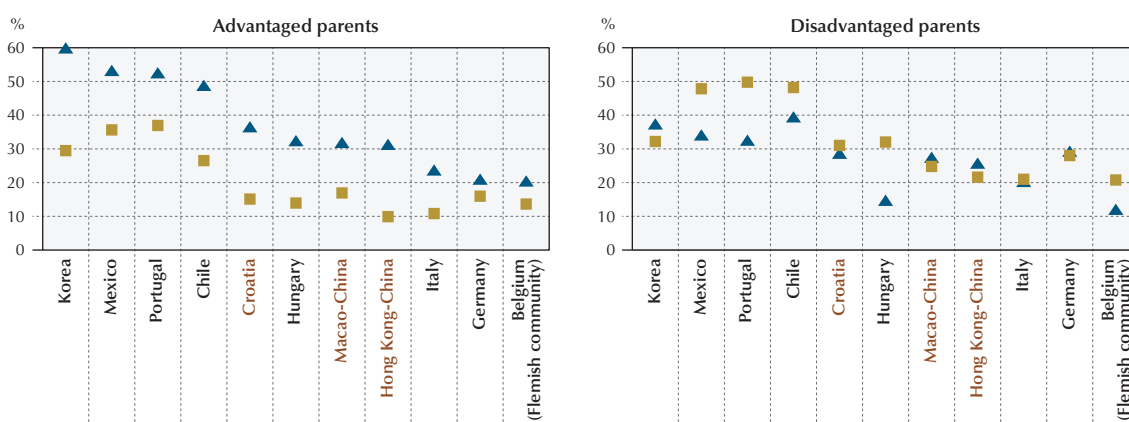 %
Advantaged parents
60
50
40
30
20
10
0
Korea
Mexico
Portugal
Chile
Croatia
Hungary
Macao-China
Hong Kong-China
Italy
Germany
Belgium
(Flemish community)
%
Disadvantaged parents
60
50
40
30
20
10
0
Korea
Mexico
Portugal
Chile
Croatia
Hungary
Macao-China
Hong Kong-China
Italy
Germany
Belgium
(Flemish community)